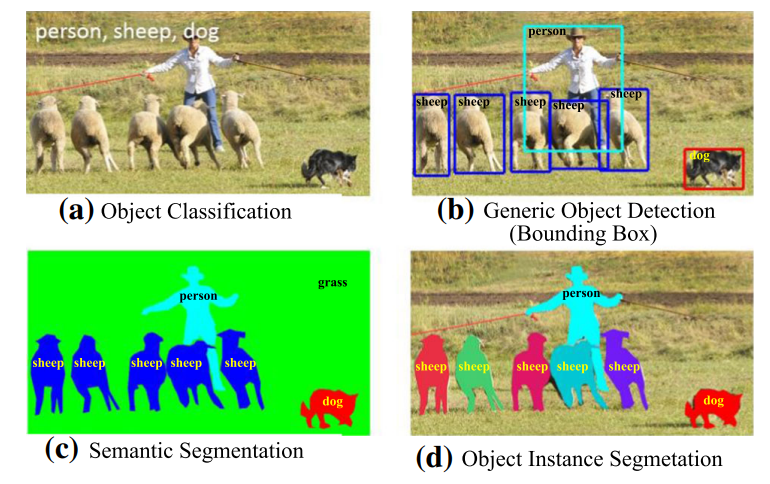 person, sheep, dog
(a) Object Classification
person
sheep
sheep
sheep
sheep
sheep
dog
(b) Generic Object Detection
(Bounding Box)
grass
person
sheep
sheep
sheep
sheep
sheep
dog
(c) Semantic Segmentation
person
sheep
sheep
sheep
sheep
sheep
dog
(d) Object Instance Segmetation